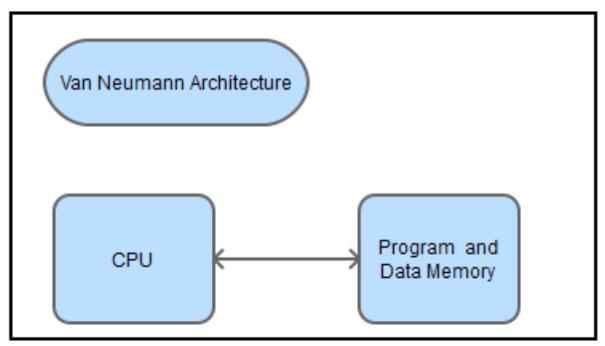 Van Neumann Architecture
CPU
Program and
Data Memory